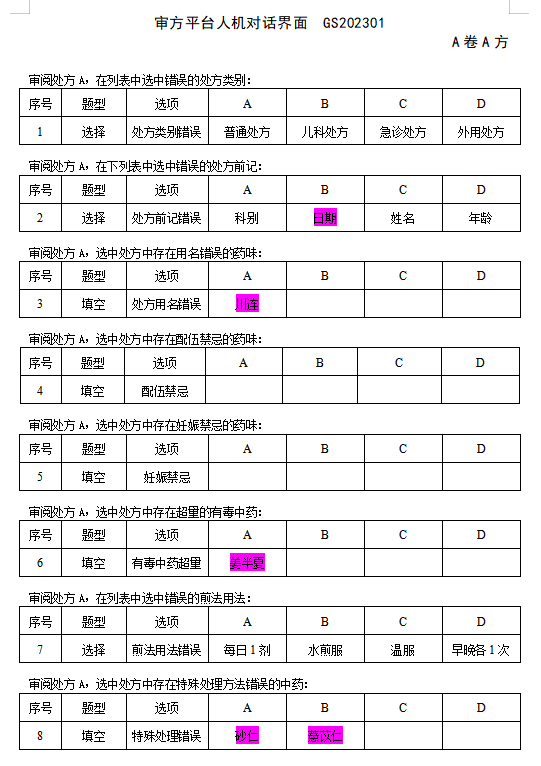 审方平台人机对话界面 GS202301
A 卷 A 方
审阅处方 A，在列表中选中错误的处方类别：
序号 题型 选项 A B C D
1 选择 处方类别错误 普通处方 儿科处方 急诊处方 外用处方
审阅处方 A，在下列表中选中错误的处方前记：
序号 题型 选项 A B C D
2 选择 处方前记错误 科别 日期 姓名 年龄
审阅处方 A，选中处方中存在用名错误的药味：
序号 题型 选项 A B C D
3 填空 处方用名错误 川连
审阅处方 A，选中处方中存在配伍禁忌的药味：
序号 题型 选项 A B C D
4 填空 配伍禁忌
审阅处方 A，选中处方中存在妊娠禁忌的药味：
序号 题型 选项 A B C D
5 填空 妊娠禁忌
审阅处方 A，选中处方中存在超量的有毒中药：
序号 题型 选项 A B C D
6 填空 有毒中药超量 姜半夏
审阅处方 A，在列表中选中错误的煎法用法：
序号 题型 选项 A B C D
7 选择 煎法用法错误 每日 1 剂 水煎服 温服 早晚各 1 次
审阅处方 A，选中处方中存在特殊处理方法错误的中药：
序号 题型 选项 A B C D
8 填空 特殊处理错误 砂仁 薏苡仁